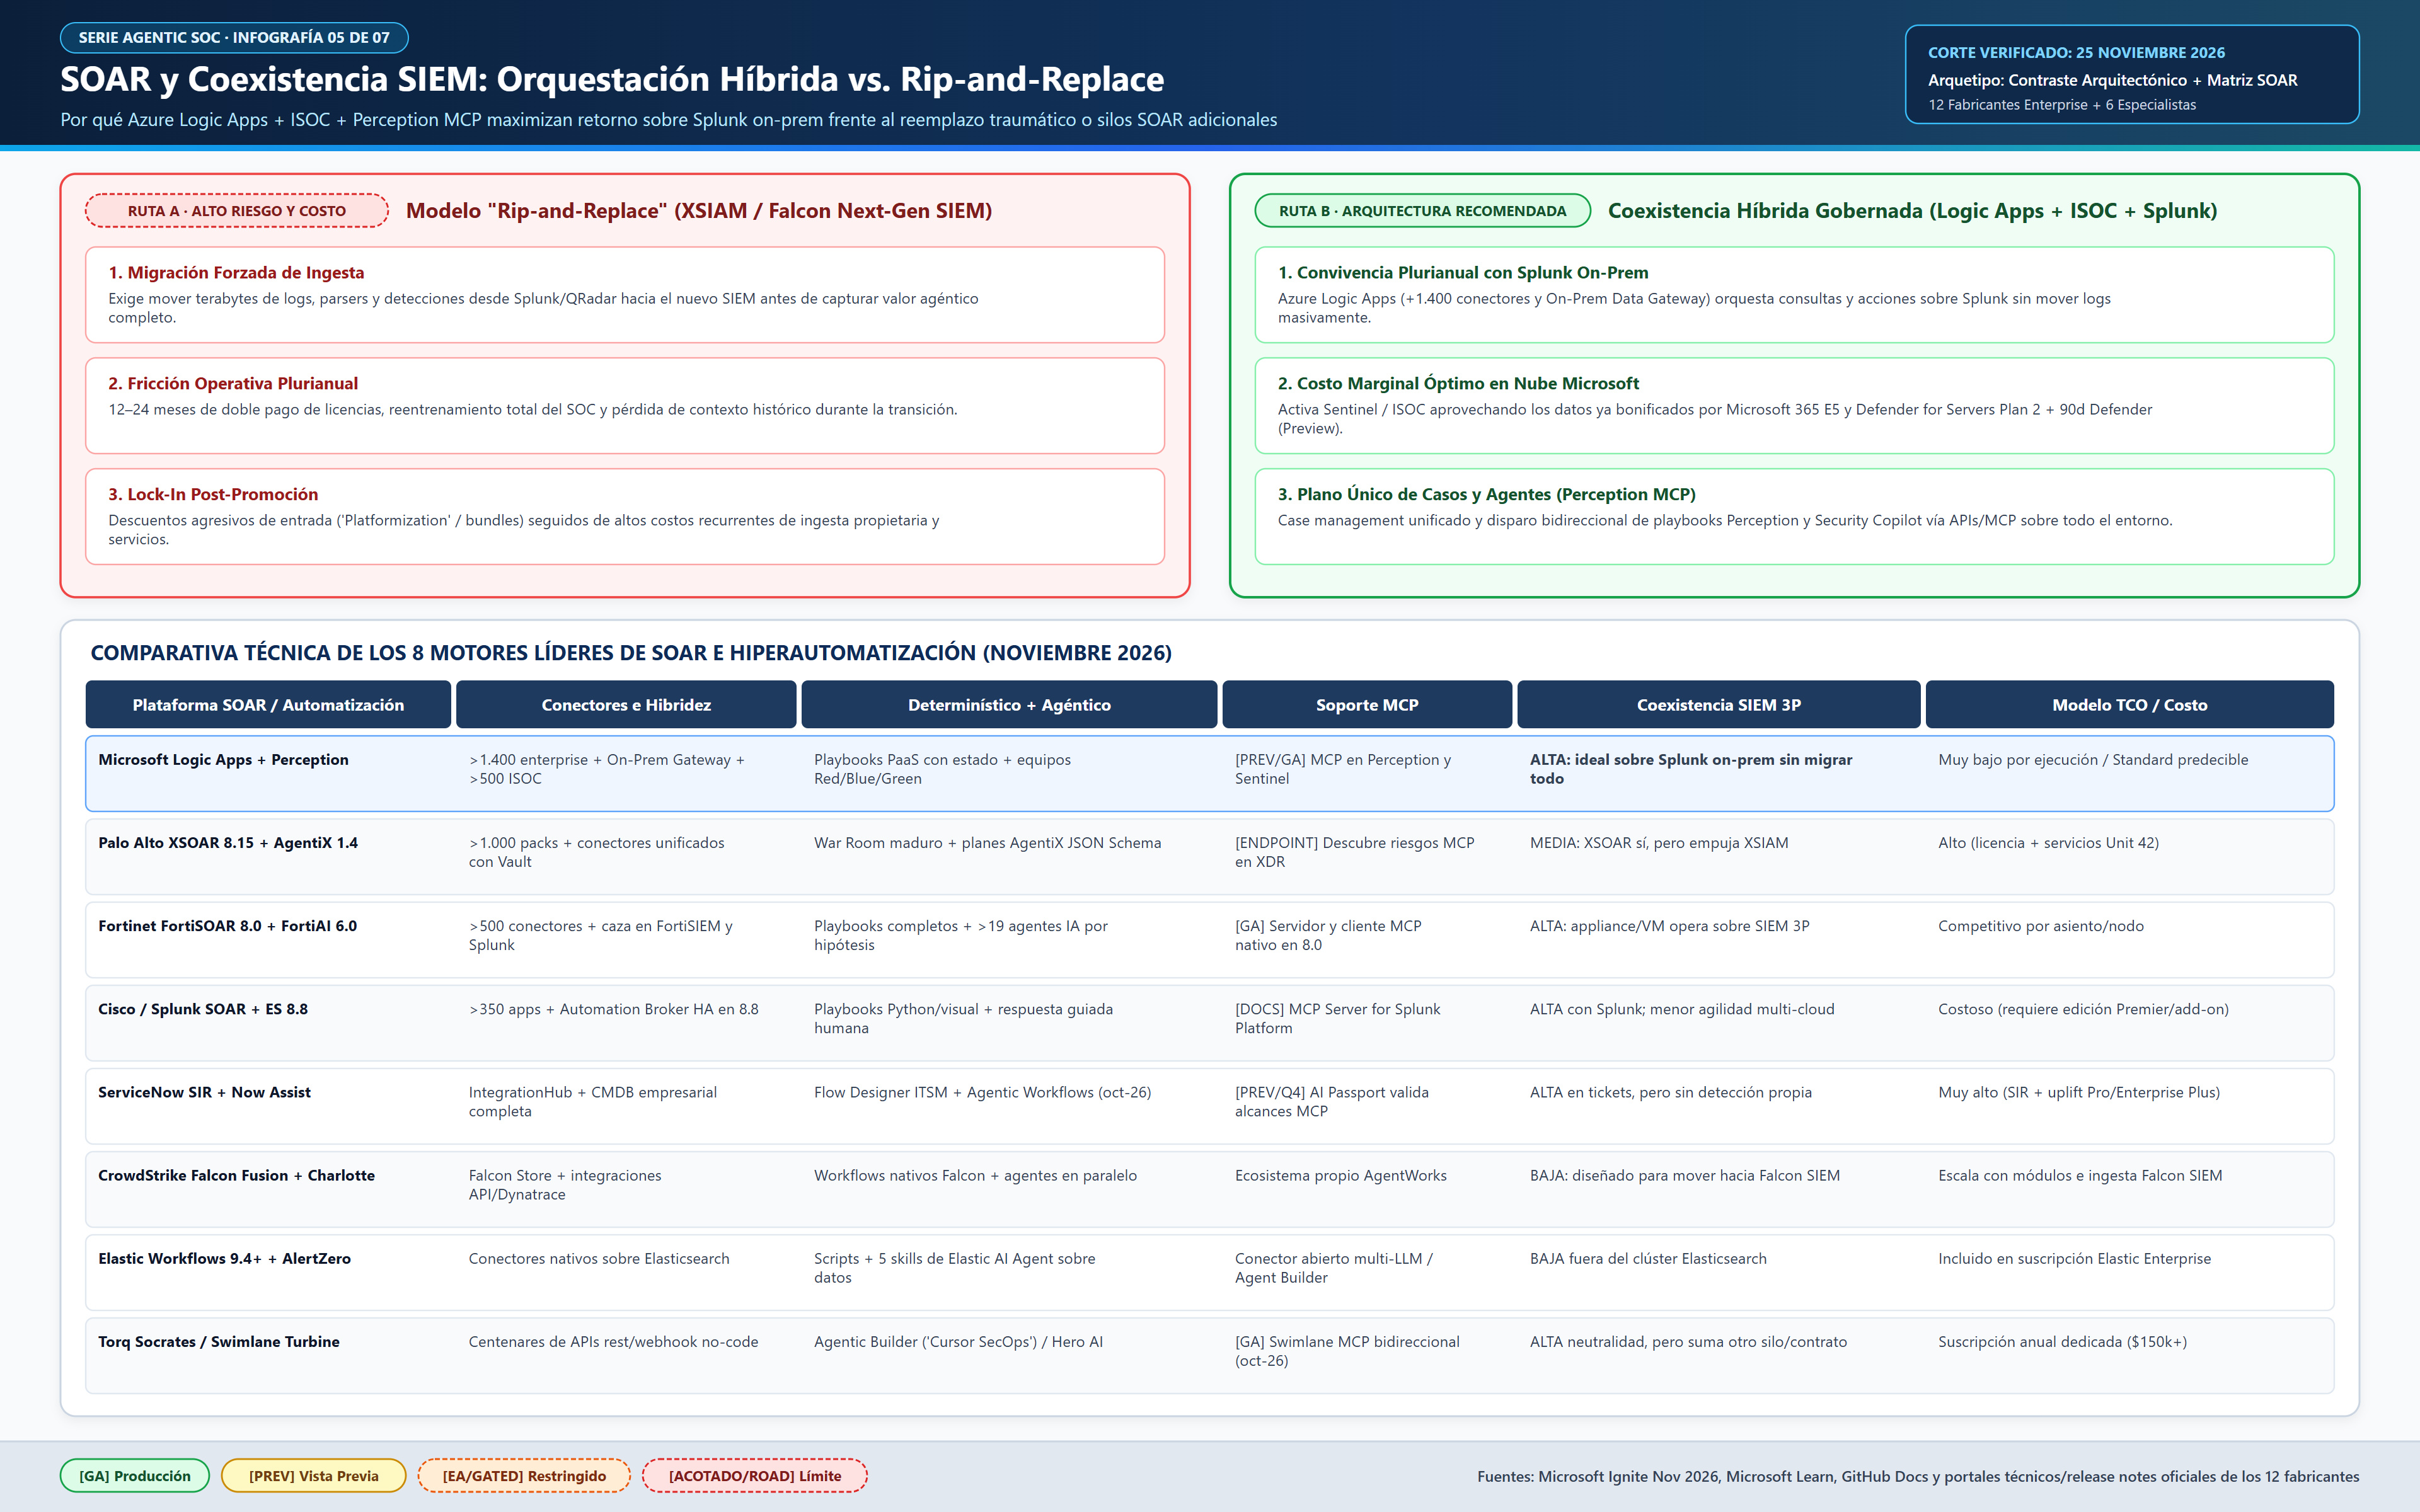 SERIE AGENTIC SOC · INFOGRAFÍA 05 DE 07
SOAR y Coexistencia SIEM: Orquestación Híbrida vs. Rip-and-Replace
Por qué Azure Logic Apps + ISOC + Perception MCP maximizan retorno sobre Splunk on-prem frente al reemplazo traumático o silos SOAR adicionales
CORTE VERIFICADO: 25 NOVIEMBRE 2026
Arquetipo: Contraste Arquitectónico + Matriz SOAR
12 Fabricantes Enterprise + 6 Especialistas
RUTA A · ALTO RIESGO Y COSTO
Modelo "Rip-and-Replace" (XSIAM / Falcon Next-Gen SIEM)
1. Migración Forzada de Ingesta
Exige mover terabytes de logs, parsers y detecciones desde Splunk/QRadar hacia el nuevo SIEM antes de capturar valor agéntico
completo.
2. Fricción Operativa Plurianual
12–24 meses de doble pago de licencias, reentrenamiento total del SOC y pérdida de contexto histórico durante la transición.
3. Lock-In Post-Promoción
Descuentos agresivos de entrada ('Platformization' / bundles) seguidos de altos costos recurrentes de ingesta propietaria y
servicios.
RUTA B · ARQUITECTURA RECOMENDADA
Coexistencia Híbrida Gobernada (Logic Apps + ISOC + Splunk)
1. Convivencia Plurianual con Splunk On-Prem
Azure Logic Apps (+1.400 conectores y On-Prem Data Gateway) orquesta consultas y acciones sobre Splunk sin mover logs
masivamente.
2. Costo Marginal Óptimo en Nube Microsoft
Activa Sentinel / ISOC aprovechando los datos ya bonificados por Microsoft 365 E5 y Defender for Servers Plan 2 + 90d Defender
(Preview).
3. Plano Único de Casos y Agentes (Perception MCP)
Case management unificado y disparo bidireccional de playbooks Perception y Security Copilot vía APIs/MCP sobre todo el entorno.
COMPARATIVA TÉCNICA DE LOS 8 MOTORES LÍDERES DE SOAR E HIPERAUTOMATIZACIÓN (NOVIEMBRE 2026)
Plataforma SOAR / Automatización
Conectores e Hibridez
Determinístico + Agéntico
Soporte MCP
Coexistencia SIEM 3P
Modelo TCO / Costo
Microsoft Logic Apps + Perception
>1.400 enterprise + On-Prem Gateway +
>500 ISOC
Playbooks PaaS con estado + equipos
Red/Blue/Green
[PREV/GA] MCP en Perception y
Sentinel
ALTA: ideal sobre Splunk on-prem sin migrar
todo
Muy bajo por ejecución / Standard predecible
Palo Alto XSOAR 8.15 + AgentiX 1.4
>1.000 packs + conectores unificados
con Vault
War Room maduro + planes AgentiX JSON Schema
[ENDPOINT] Descubre riesgos MCP
en XDR
MEDIA: XSOAR sí, pero empuja XSIAM
Alto (licencia + servicios Unit 42)
Fortinet FortiSOAR 8.0 + FortiAI 6.0
>500 conectores + caza en FortiSIEM y
Splunk
Playbooks completos + >19 agentes IA por
hipótesis
[GA] Servidor y cliente MCP
nativo en 8.0
ALTA: appliance/VM opera sobre SIEM 3P
Competitivo por asiento/nodo
Cisco / Splunk SOAR + ES 8.8
>350 apps + Automation Broker HA en 8.8
Playbooks Python/visual + respuesta guiada
humana
[DOCS] MCP Server for Splunk
Platform
ALTA con Splunk; menor agilidad multi-cloud
Costoso (requiere edición Premier/add-on)
ServiceNow SIR + Now Assist
IntegrationHub + CMDB empresarial
completa
Flow Designer ITSM + Agentic Workflows (oct-26)
[PREV/Q4] AI Passport valida
alcances MCP
ALTA en tickets, pero sin detección propia
Muy alto (SIR + uplift Pro/Enterprise Plus)
CrowdStrike Falcon Fusion + Charlotte
Falcon Store + integraciones
API/Dynatrace
Workflows nativos Falcon + agentes en paralelo
Ecosistema propio AgentWorks
BAJA: diseñado para mover hacia Falcon SIEM
Escala con módulos e ingesta Falcon SIEM
Elastic Workflows 9.4+ + AlertZero
Conectores nativos sobre Elasticsearch
Scripts + 5 skills de Elastic AI Agent sobre
datos
Conector abierto multi-LLM /
Agent Builder
BAJA fuera del clúster Elasticsearch
Incluido en suscripción Elastic Enterprise
Torq Socrates / Swimlane Turbine
Centenares de APIs rest/webhook no-code
Agentic Builder ('Cursor SecOps') / Hero AI
[GA] Swimlane MCP bidireccional
(oct-26)
ALTA neutralidad, pero suma otro silo/contrato
Suscripción anual dedicada ($150k+)
[GA] Producción
[PREV] Vista Previa
[EA/GATED] Restringido
[ACOTADO/ROAD] Límite
Fuentes: Microsoft Ignite Nov 2026, Microsoft Learn, GitHub Docs y portales técnicos/release notes oficiales de los 12 fabricantes